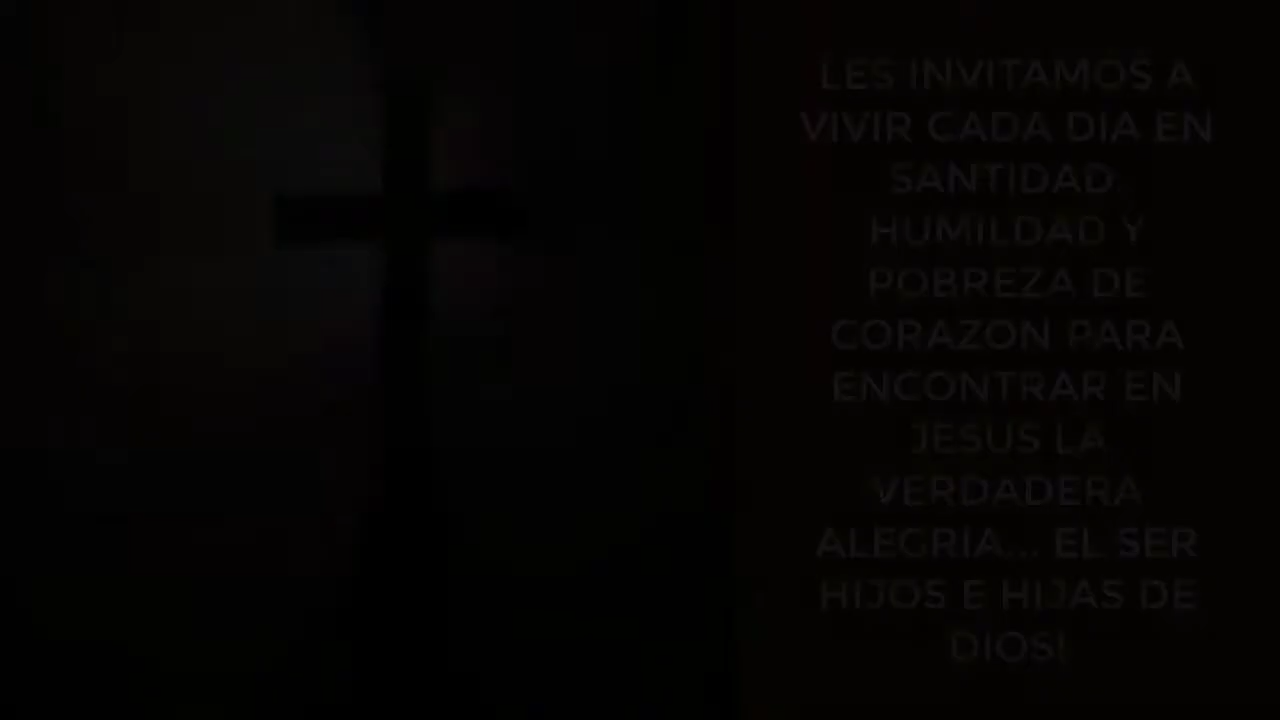 LES INVITAMOS A
VIVIR CADA DIA EN
SANTIDAD,
HUMILDAD Y
POBREZA DE
CORAZON PARA
ENCONTRAR EN
JESUS LA
VERDADERA
ALEGRIA... EL SER
HIJOS E HIJAS DE
DIOS!